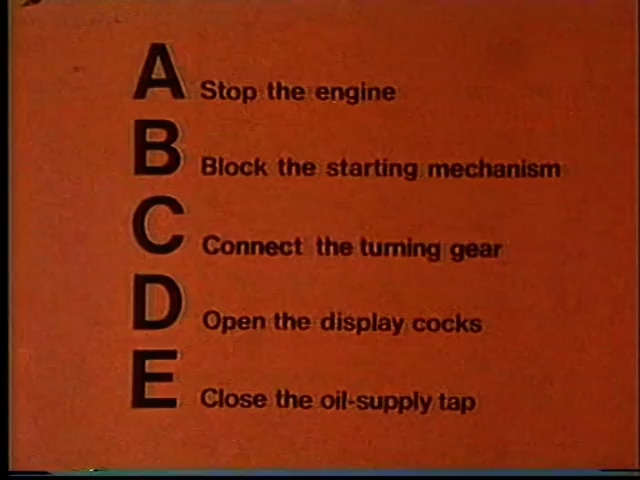 A Stop the engine
B Block the starting mechanism
C Connect the turning gear
D Open the display cocks
E Close the oil-supply tap